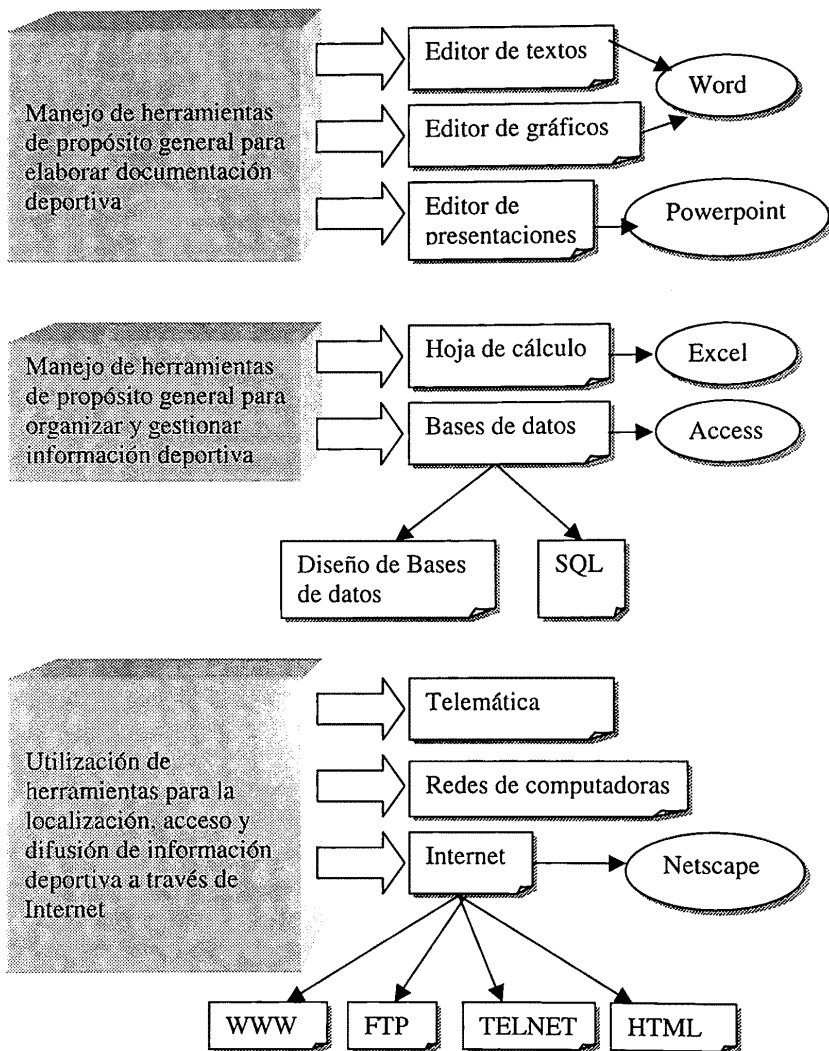 Manejo de herramientas
de propósito general para
elaborar documentación
deportiva
Editor de textos
Editor de gráficos
Word
Editor de
presentaciones
Powerpoint
Manejo de herramientas
de propósito general para
organizar y gestionar
información deportiva
Hoja de cálculo
Excel
Bases de datos
Access
Diseño de Bases
de datos
SQL
Utilización de
herramientas para la
localización, acceso y
difusión de información
deportiva a través de
Internet
Telemática
Redes de computadoras
Internet
Netscape
WWW
FTP
TELNET
HTML